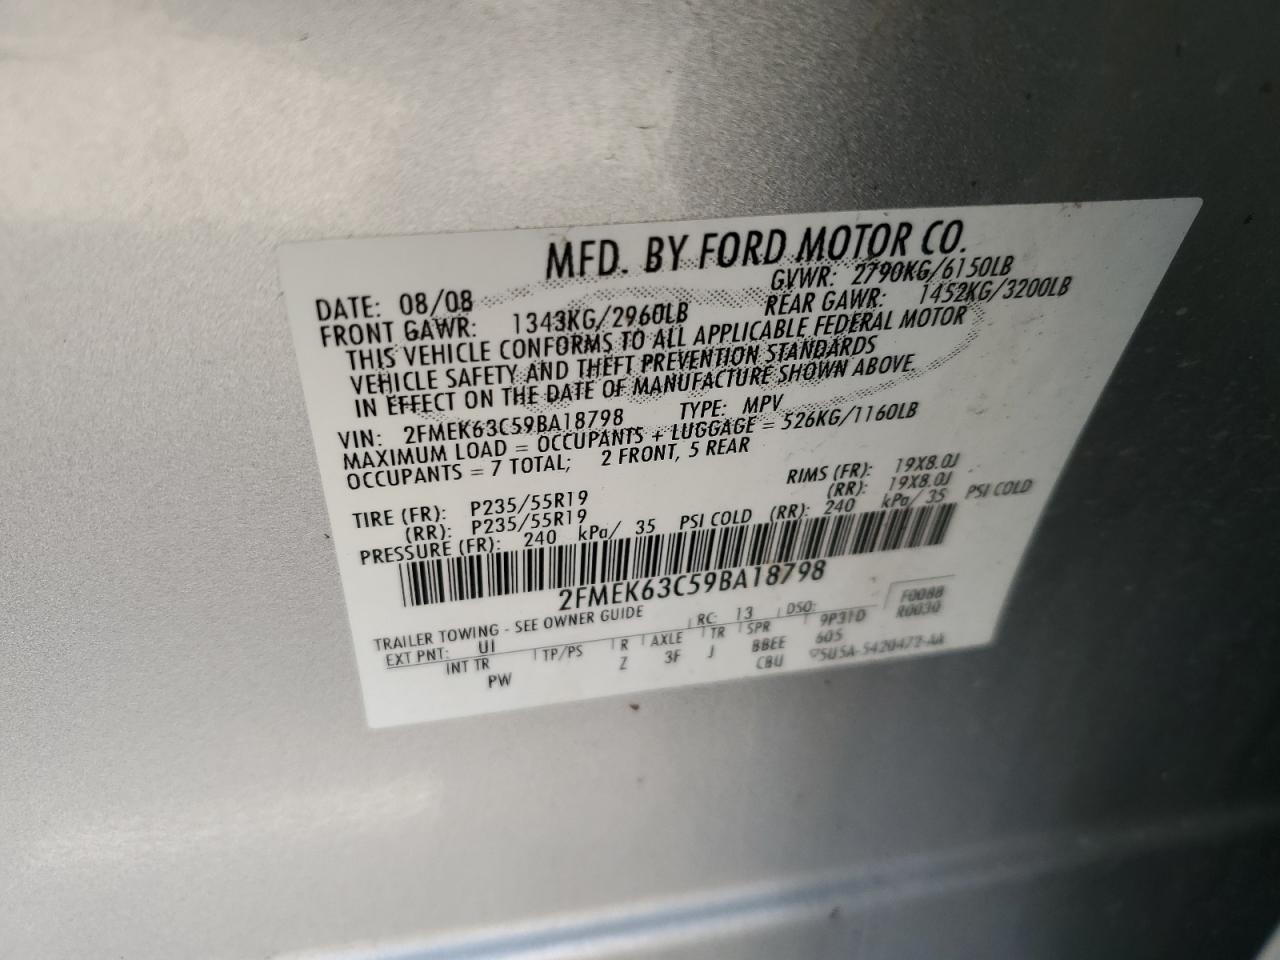 MFD. BY FORD MOTOR CO.
DATE: 08/08 GVWR: 2790KG/6150LB
FRONT GAWR: 1343KG/2960LB REAR GAWR: 1452KG/3200LB
THIS VEHICLE CONFORMS TO ALL APPLICABLE FEDERAL MOTOR
VEHICLE SAFETY AND THEFT PREVENTION STANDARDS
IN EFFECT ON THE DATE OF MANUFACTURE SHOWN ABOVE.
VIN: 2FMEK63C59BA18798 TYPE: MPV
MAXIMUM LOAD = OCCUPANTS + LUGGAGE = 526KG/1160LB
OCCUPANTS = 7 TOTAL; 2 FRONT, 5 REAR
TIRE (FR): P235/55R19 RIMS (FR): 19X8.0J
(RR): P235/55R19 (RR): 19X8.0J
PRESSURE (FR): 240 kPa/ 35 PSI COLD (RR): 240 kPa/ 35 PSI COLD
2FMEK63C59BA18798
TRAILER TOWING - SEE OWNER GUIDE F0088
EXT PNT: UI RC: 13 DSO: 9P31D R0030
INT TR TP/PS R AXLE TR SPR 605
PW Z 3F J BBEE
CBU